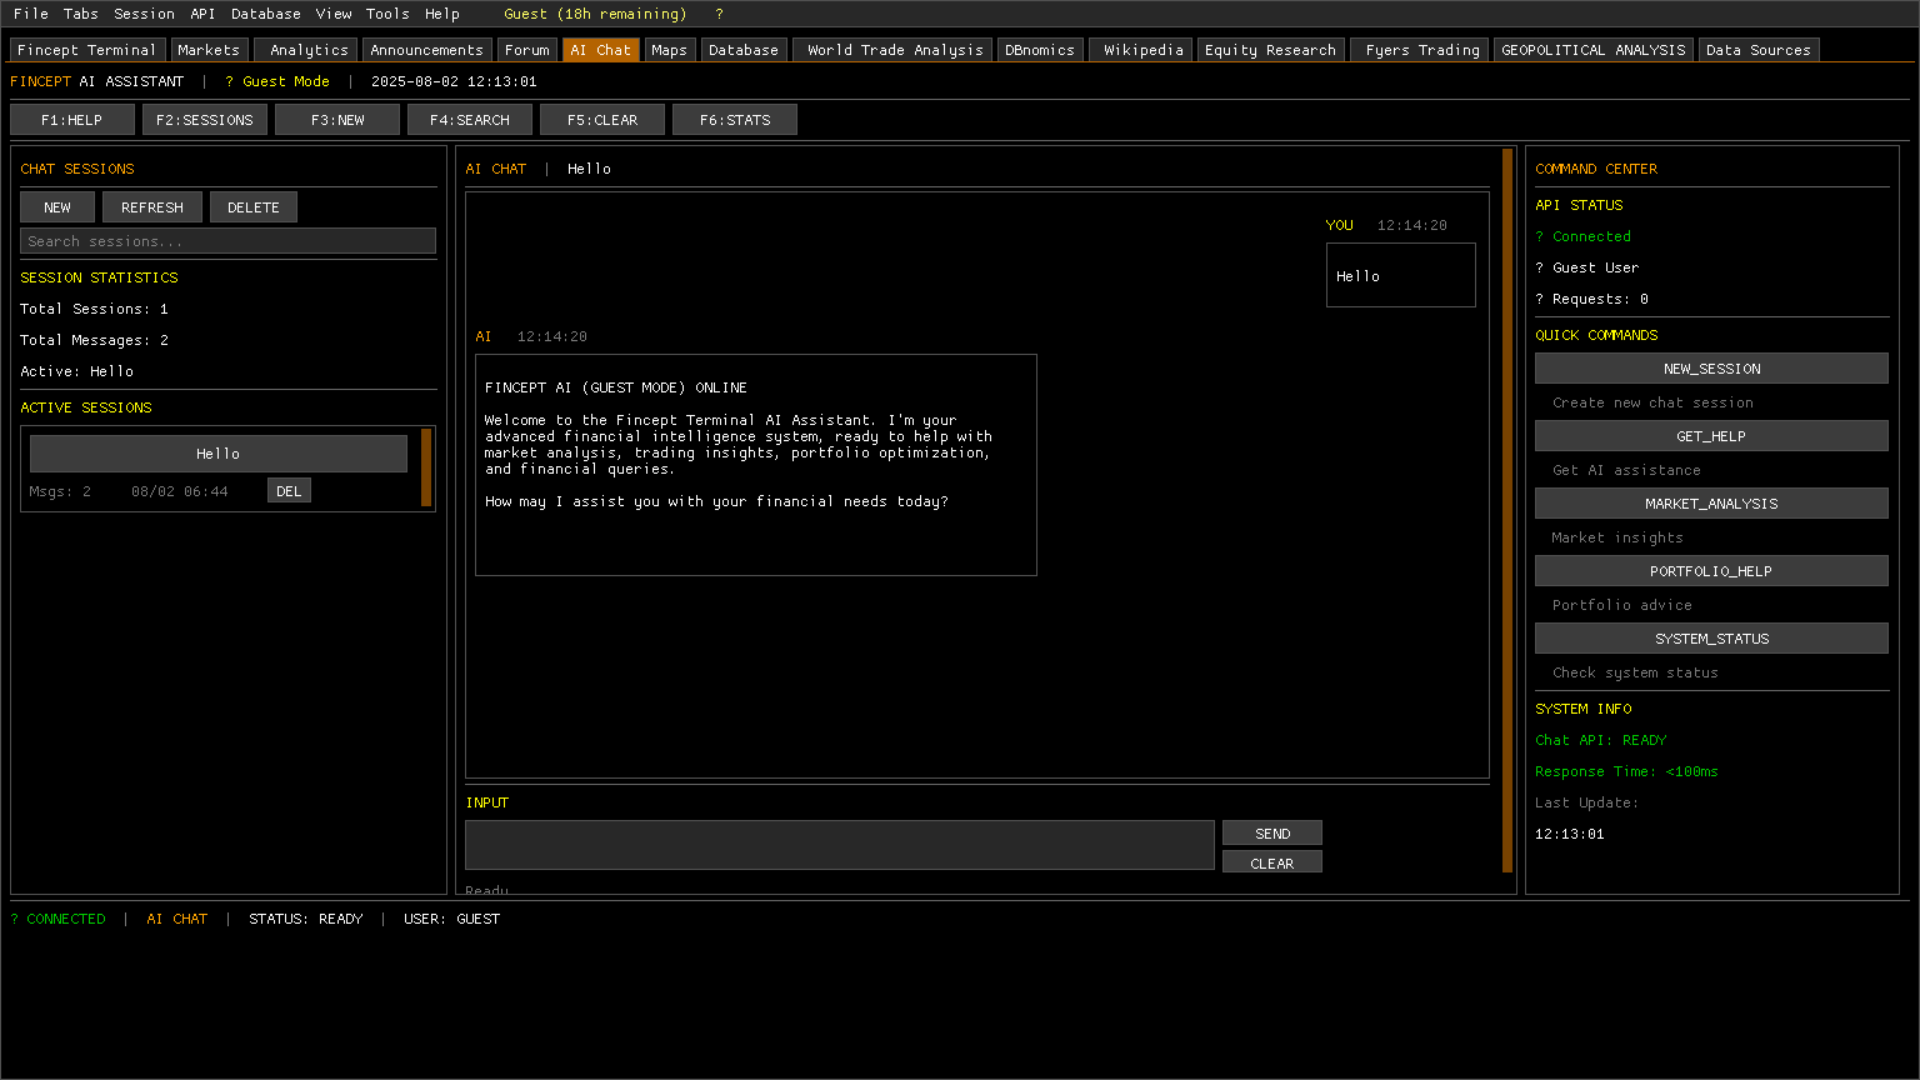 File Tabs Session API Database View Tools Help Guest (18h remaining) ?
Fincept Terminal Markets Analytics Announcements Forum AI Chat Maps Database World Trade Analysis DBnomics Wikipedia Equity Research Fyers Trading GEOPOLITICAL ANALYSIS Data Sources
FINCEPT AI ASSISTANT | ? Guest Mode | 2025-08-02 12:13:01
F1:HELP F2:SESSIONS F3:NEW F4:SEARCH F5:CLEAR F6:STATS
CHAT SESSIONS
NEW REFRESH DELETE
Search sessions...
SESSION STATISTICS
Total Sessions: 1
Total Messages: 2
Active: Hello
ACTIVE SESSIONS
Hello
Msgs: 2 08/02 06:44 DEL
AI CHAT | Hello
YOU 12:14:20
Hello
AI 12:14:20
FINCEPT AI (GUEST MODE) ONLINE
Welcome to the Fincept Terminal AI Assistant. I'm your
advanced financial intelligence system, ready to help with
market analysis, trading insights, portfolio optimization,
and financial queries.
How may I assist you with your financial needs today?
INPUT
SEND
CLEAR
Ready
COMMAND CENTER
API STATUS
? Connected
? Guest User
? Requests: 0
QUICK COMMANDS
NEW_SESSION
Create new chat session
GET_HELP
Get AI assistance
MARKET_ANALYSIS
Market insights
PORTFOLIO_HELP
Portfolio advice
SYSTEM_STATUS
Check system status
SYSTEM INFO
Chat API: READY
Response Time: <100ms
Last Update:
12:13:01
? CONNECTED | AI CHAT | STATUS: READY | USER: GUEST